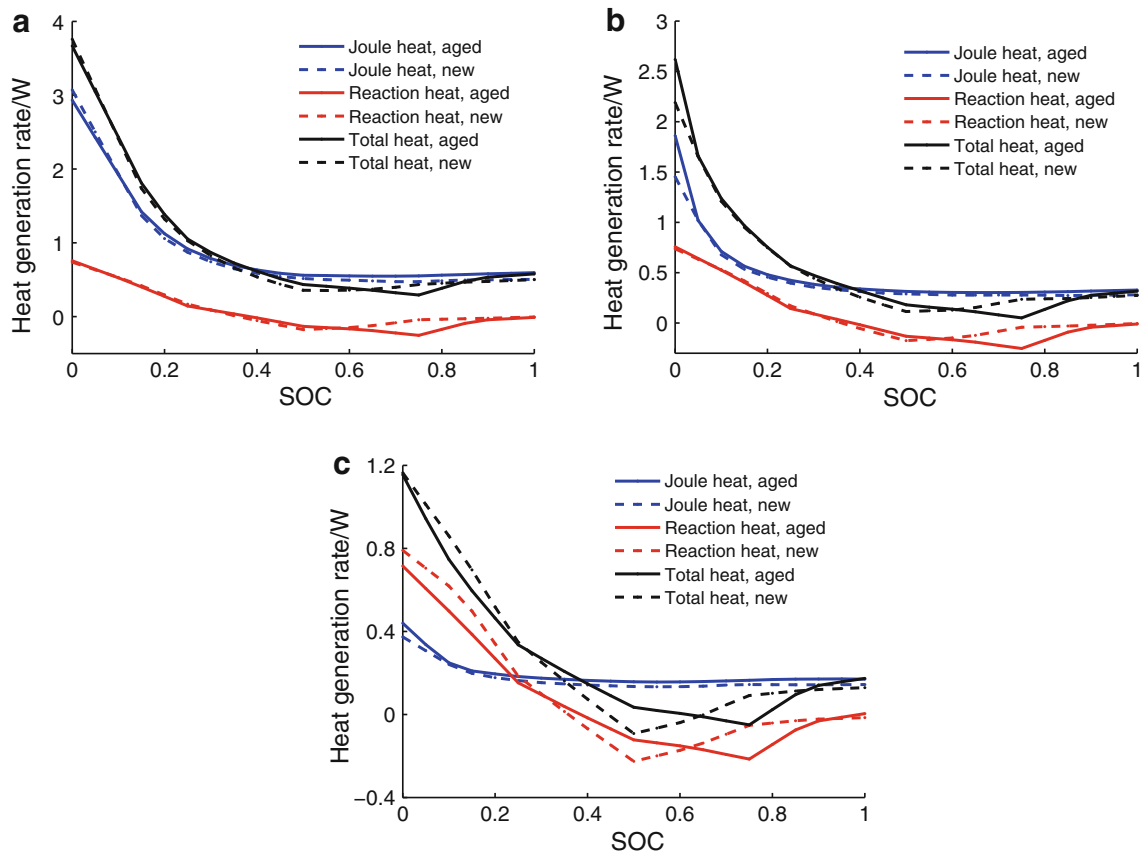 a
Heat generation rate/W
4
3
2
1
0
0
0.2
0.4
0.6
0.8
1
SOC
Joule heat, aged
Joule heat, new
Reaction heat, aged
Reaction heat, new
Total heat, aged
Total heat, new
b
Heat generation rate/W
3
2.5
2
1.5
1
0.5
0
0
0.2
0.4
0.6
0.8
1
SOC
Joule heat, aged
Joule heat, new
Reaction heat, aged
Reaction heat, new
Total heat, aged
Total heat, new
c
Heat generation rate/W
1.2
0.8
0.4
0
−0.4
0
0.2
0.4
0.6
0.8
1
SOC
Joule heat, aged
Joule heat, new
Reaction heat, aged
Reaction heat, new
Total heat, aged
Total heat, new